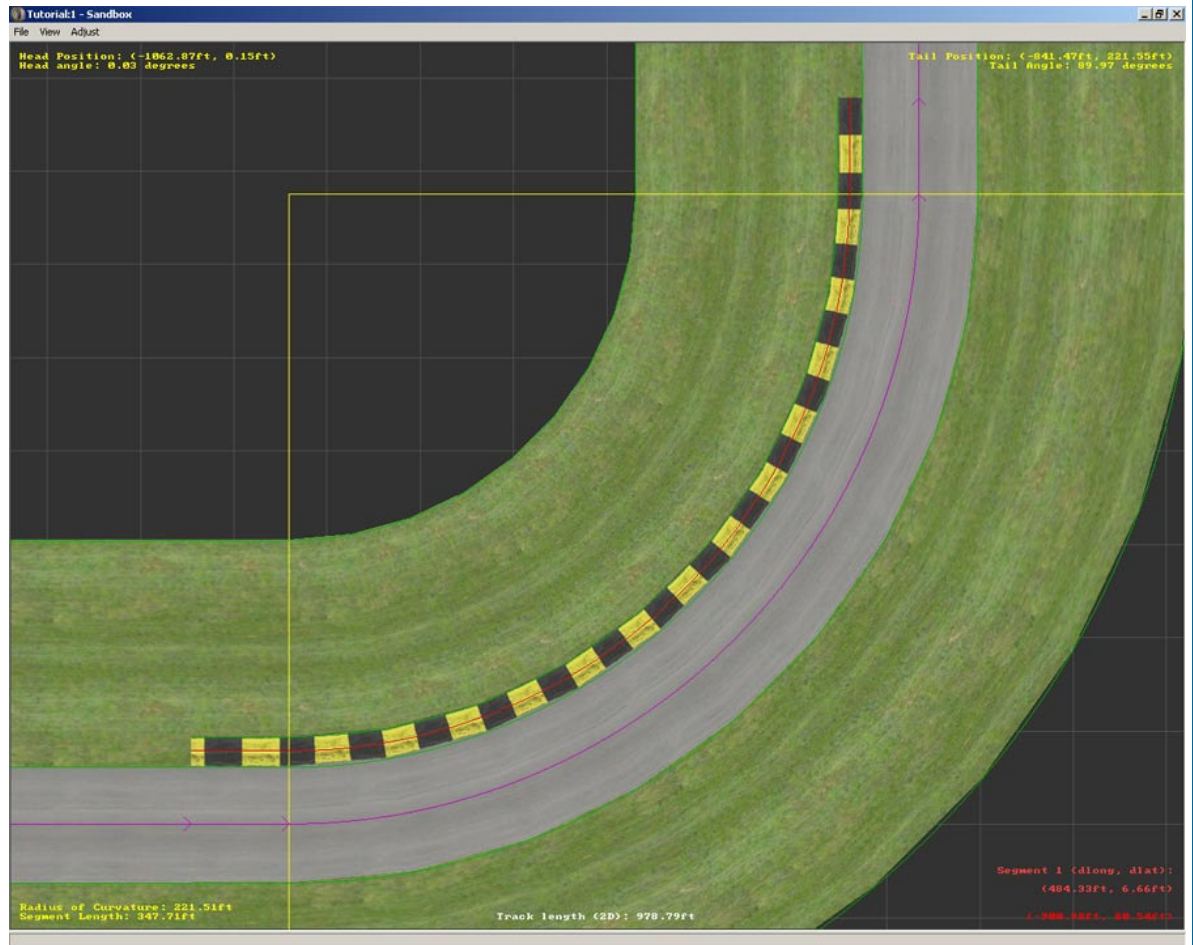 Tutorial:1 - Sandbox
File View Adjust
Head Position: (-1062.87ft, 0.15ft)
Head angle: 0.03 degrees
Tail Position: (-841.47ft, 221.55ft)
Tail Angle: 89.97 degrees
Segment 1 (dlong, dlat):
(484.33ft, 6.66ft)
Radius of Curvature: 221.51ft
Segment Length: 347.71ft
Track length (2D): 978.79ft